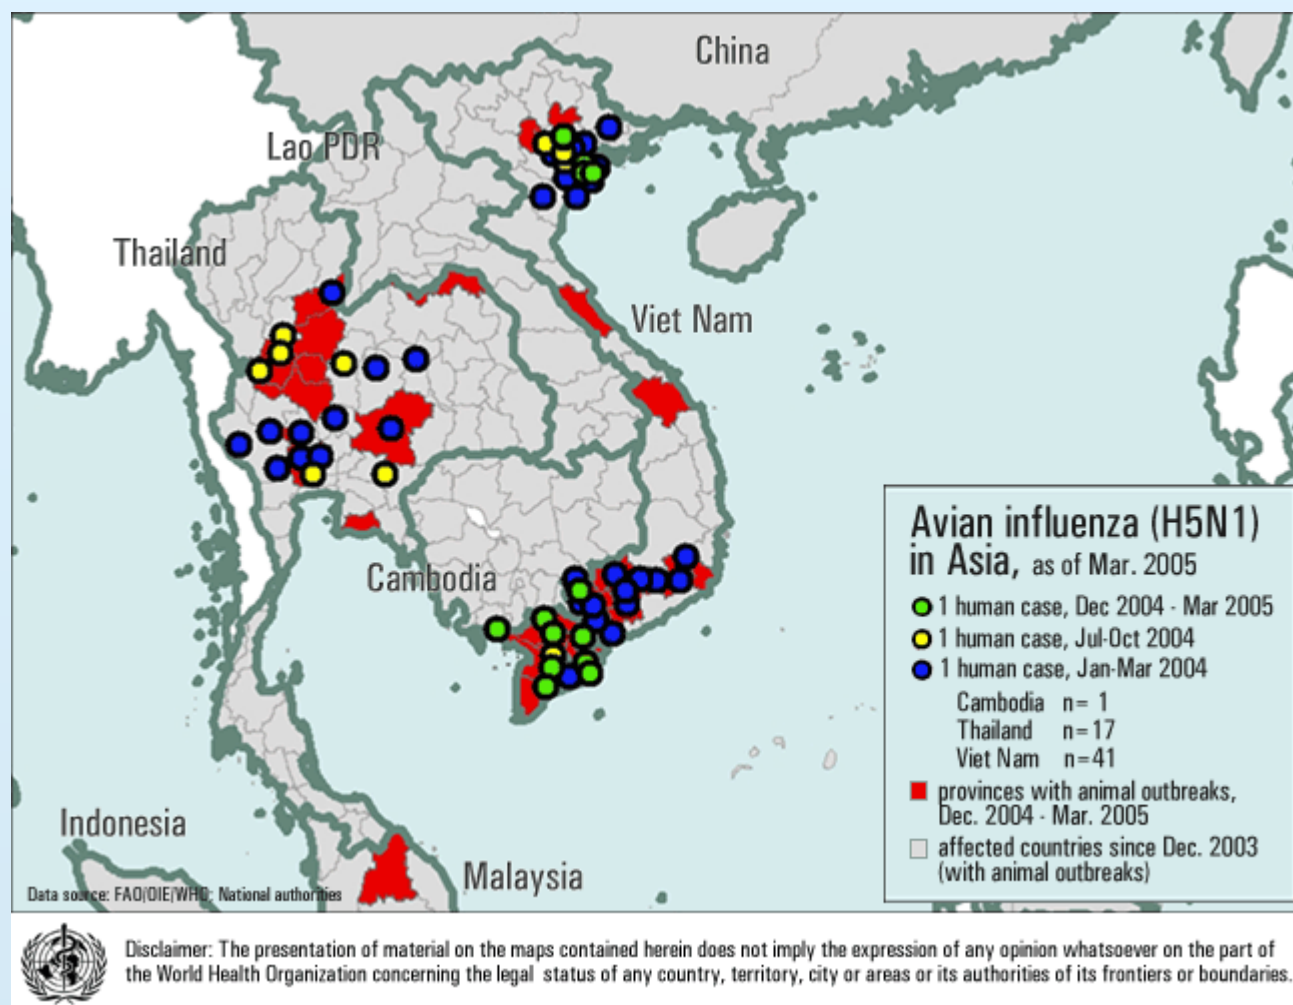 China
Lao PDR
Thailand
Viet Nam
Cambodia
Indonesia
Malaysia
Data source: FAO/OIE/WHO; National authorities
Avian influenza (H5N1)
in Asia, as of Mar. 2005
1 human case, Dec 2004 - Mar 2005
1 human case, Jul-Oct 2004
1 human case, Jan-Mar 2004
Cambodia n= 1
Thailand n=17
Viet Nam n=41
provinces with animal outbreaks,
Dec. 2004 - Mar. 2005
affected countries since Dec. 2003
(with animal outbreaks)
Disclaimer: The presentation of material on the maps contained herein does not imply the expression of any opinion whatsoever on the part of
the World Health Organization concerning the legal status of any country, territory, city or areas or its authorities of its frontiers or boundaries.